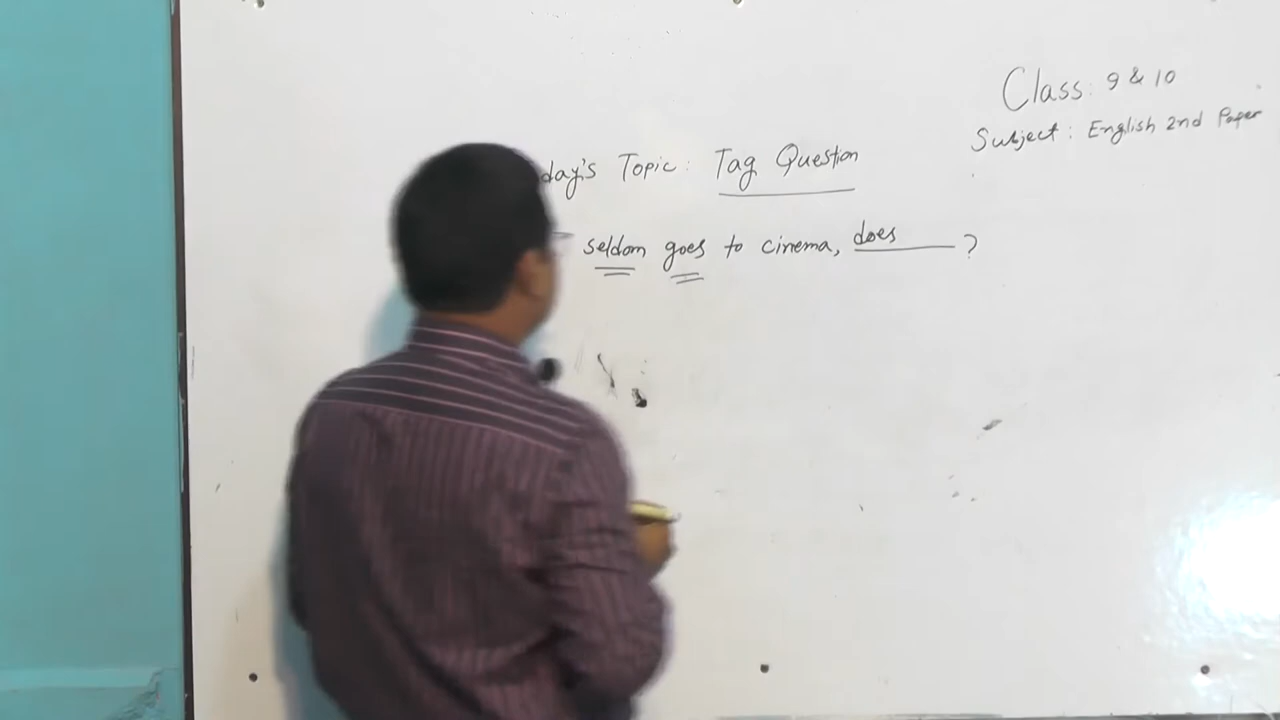 Class: 9 & 10
Subject: English 2nd Paper
day's Topic: Tag Question
seldom goes to cinema, does ?